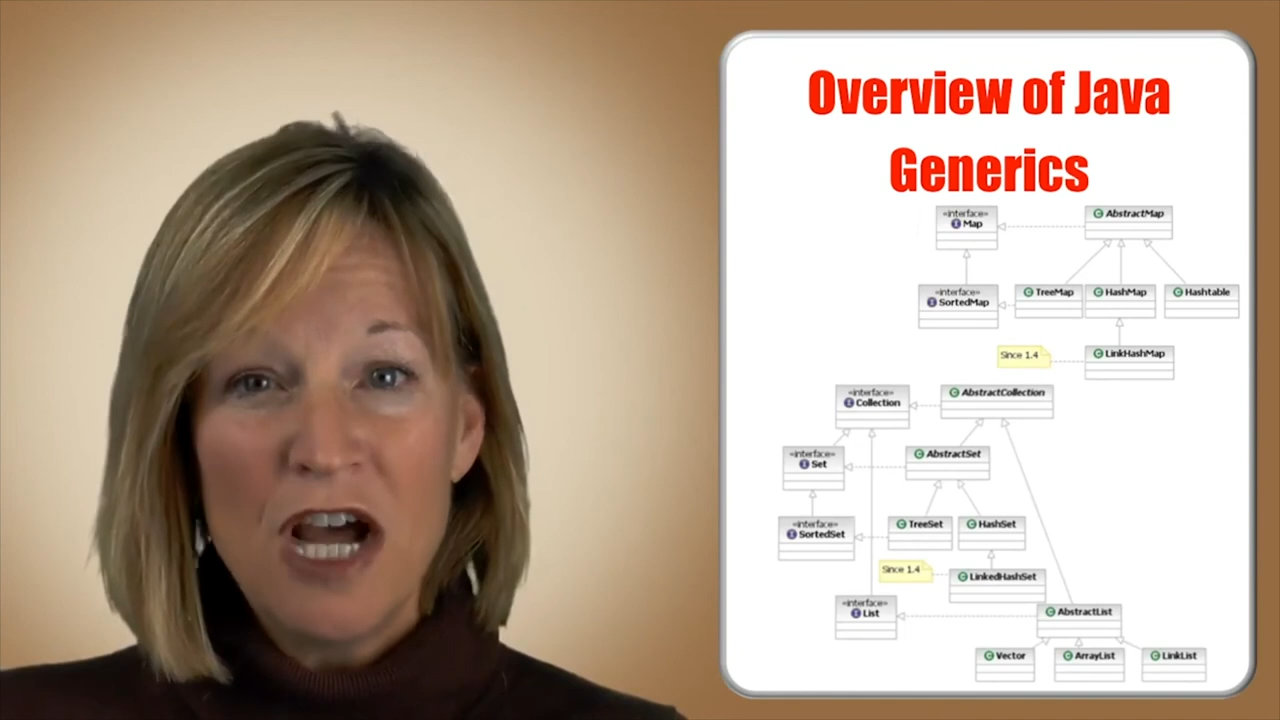 Overview of Java
Generics
«interface»
I Map
C AbstractMap
«interface»
I SortedMap
C TreeMap
C HashMap
C Hashtable
Since 1.4
C LinkHashMap
«interface»
I Collection
C AbstractCollection
«interface»
I Set
C AbstractSet
«interface»
I SortedSet
C TreeSet
C HashSet
Since 1.4
C LinkedHashSet
«interface»
I List
C AbstractList
C Vector
C ArrayList
C LinkList